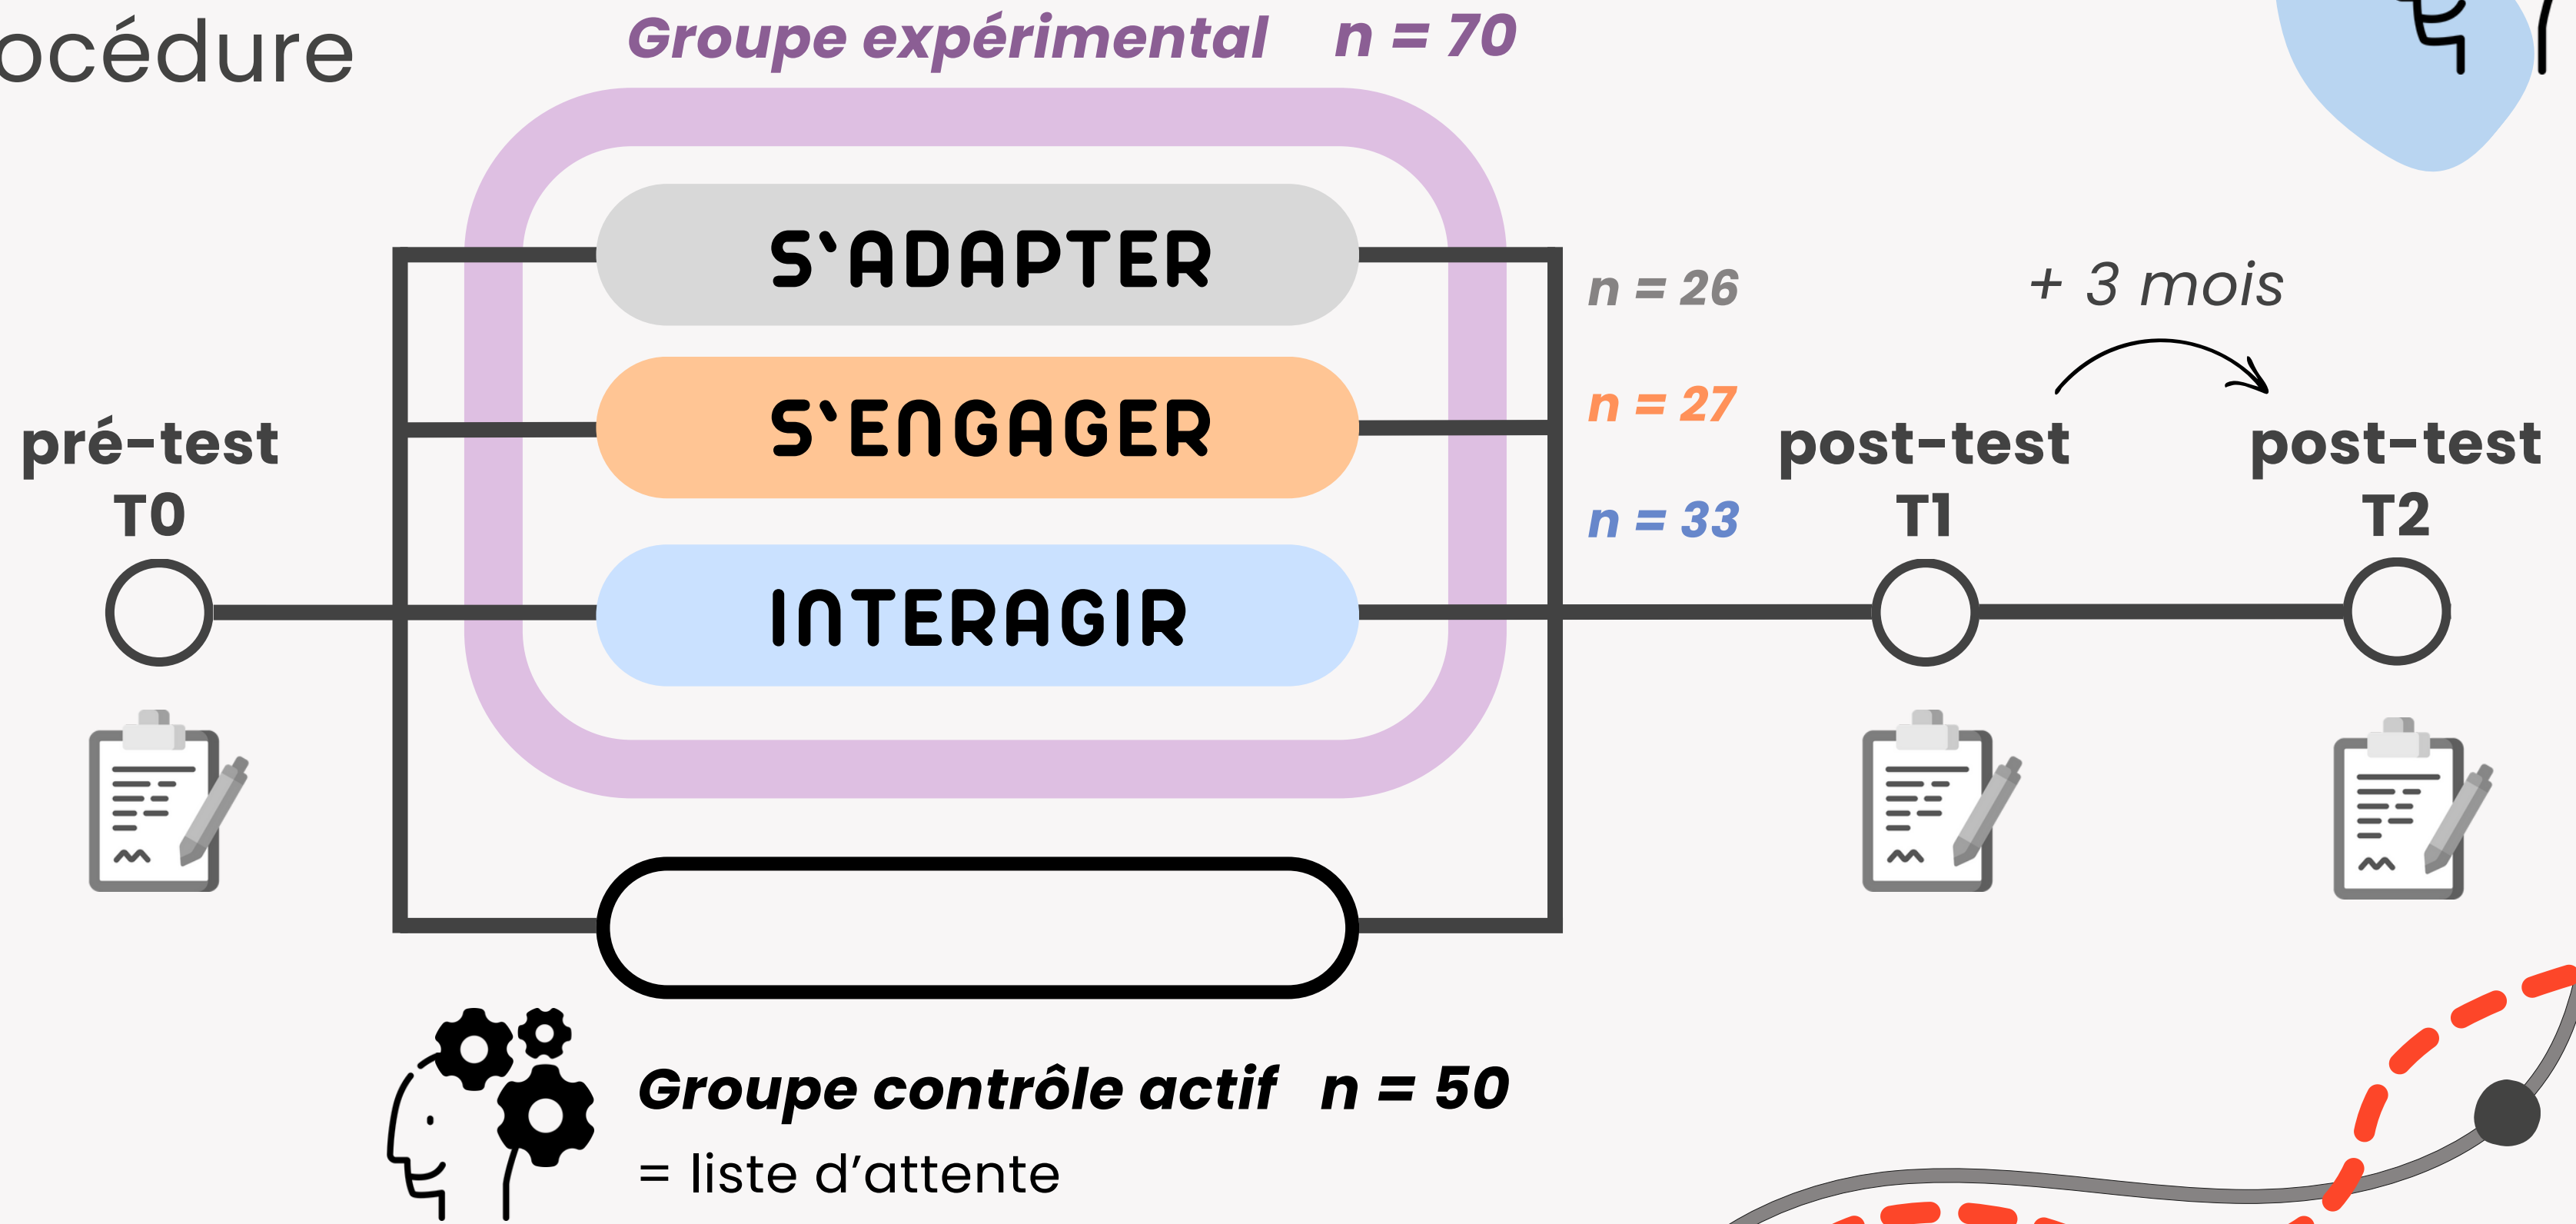 océdure
Groupe expérimental n = 70
S`ADAPTER
n = 26
+ 3 mois
S`ENGAGER
n = 27
pré-test
T0
post-test
T1
post-test
T2
n = 33
INTERAGIR
Groupe contrôle actif n = 50
= liste d’attente